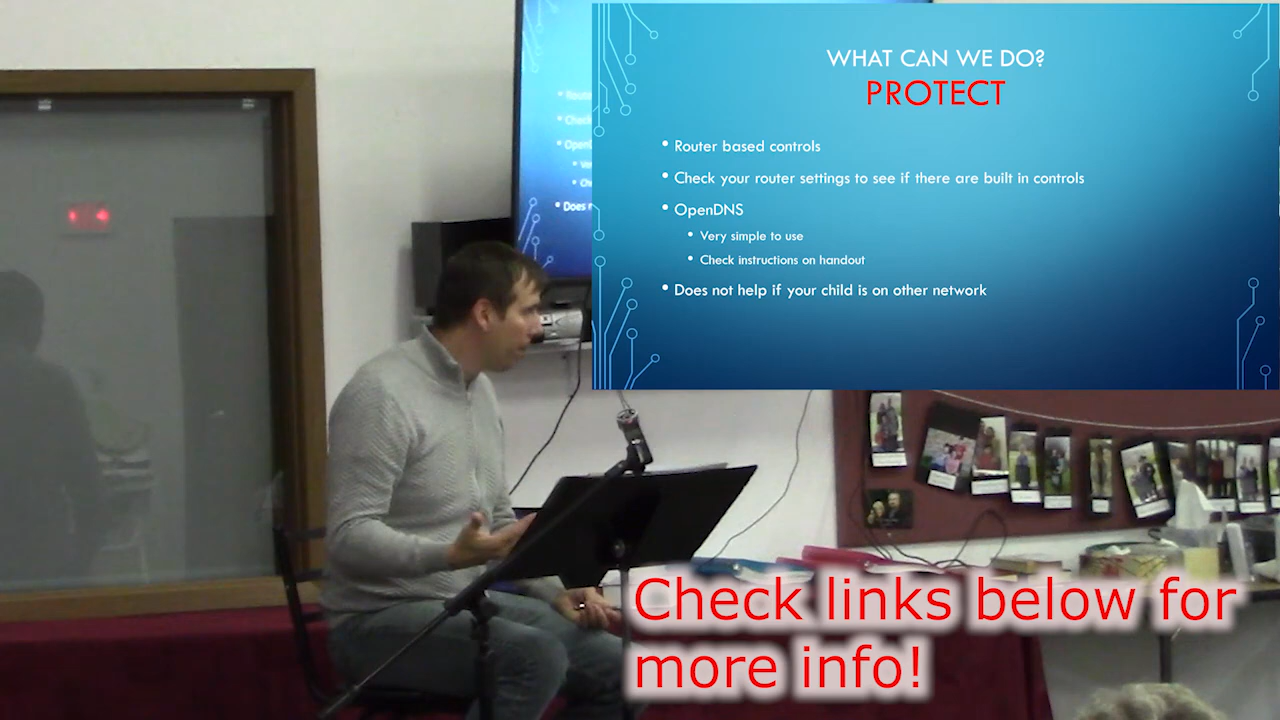 WHAT CAN WE DO?
PROTECT
• Router based controls
• Check your router settings to see if there are built in controls
• OpenDNS
• Very simple to use
• Check instructions on handout
• Does not help if your child is on other network
Check links below for
more info!